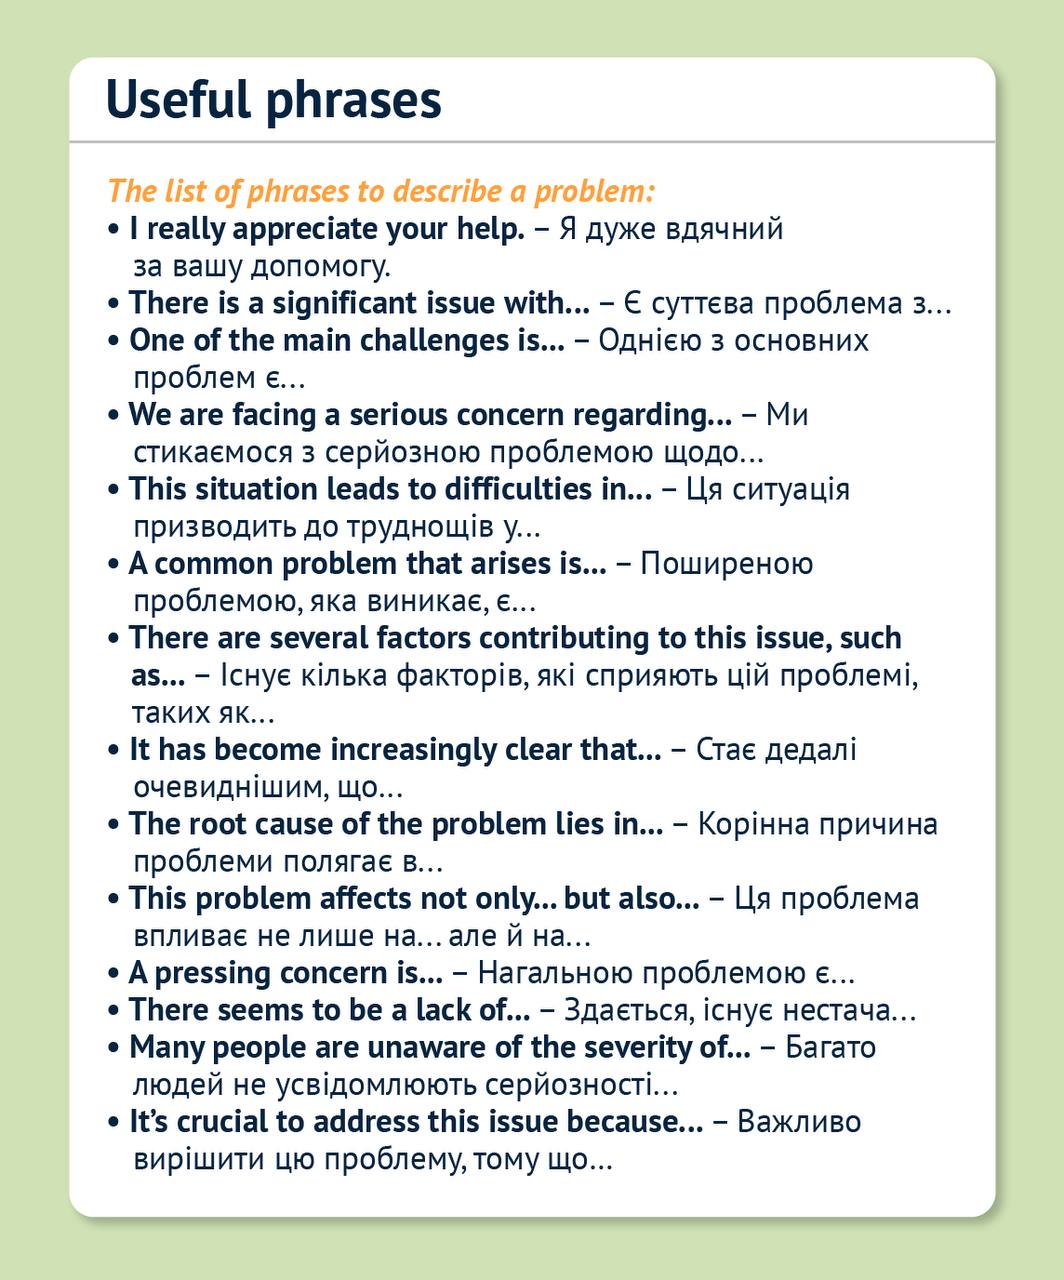 Useful phrases
The list of phrases to describe a problem:
• I really appreciate your help. – Я дуже вдячний
за вашу допомогу.
• There is a significant issue with... – Є суттєва проблема з...
• One of the main challenges is... – Однією з основних
проблем є...
• We are facing a serious concern regarding... – Ми
стикаємося з серйозною проблемою щодо...
• This situation leads to difficulties in... – Ця ситуація
призводить до труднощів у...
• A common problem that arises is... – Поширеною
проблемою, яка виникає, є...
• There are several factors contributing to this issue, such
as... – Існує кілька факторів, які сприяють цій проблемі,
таких як...
• It has become increasingly clear that... – Стає дедалі
очевиднішим, що...
• The root cause of the problem lies in... – Корінна причина
проблеми полягає в...
• This problem affects not only... but also... – Ця проблема
впливає не лише на... але й на...
• A pressing concern is... – Нагальною проблемою є...
• There seems to be a lack of... – Здається, існує нестача...
• Many people are unaware of the severity of... – Багато
людей не усвідомлюють серйозності...
• It’s crucial to address this issue because... – Важливо
вирішити цю проблему, тому що...